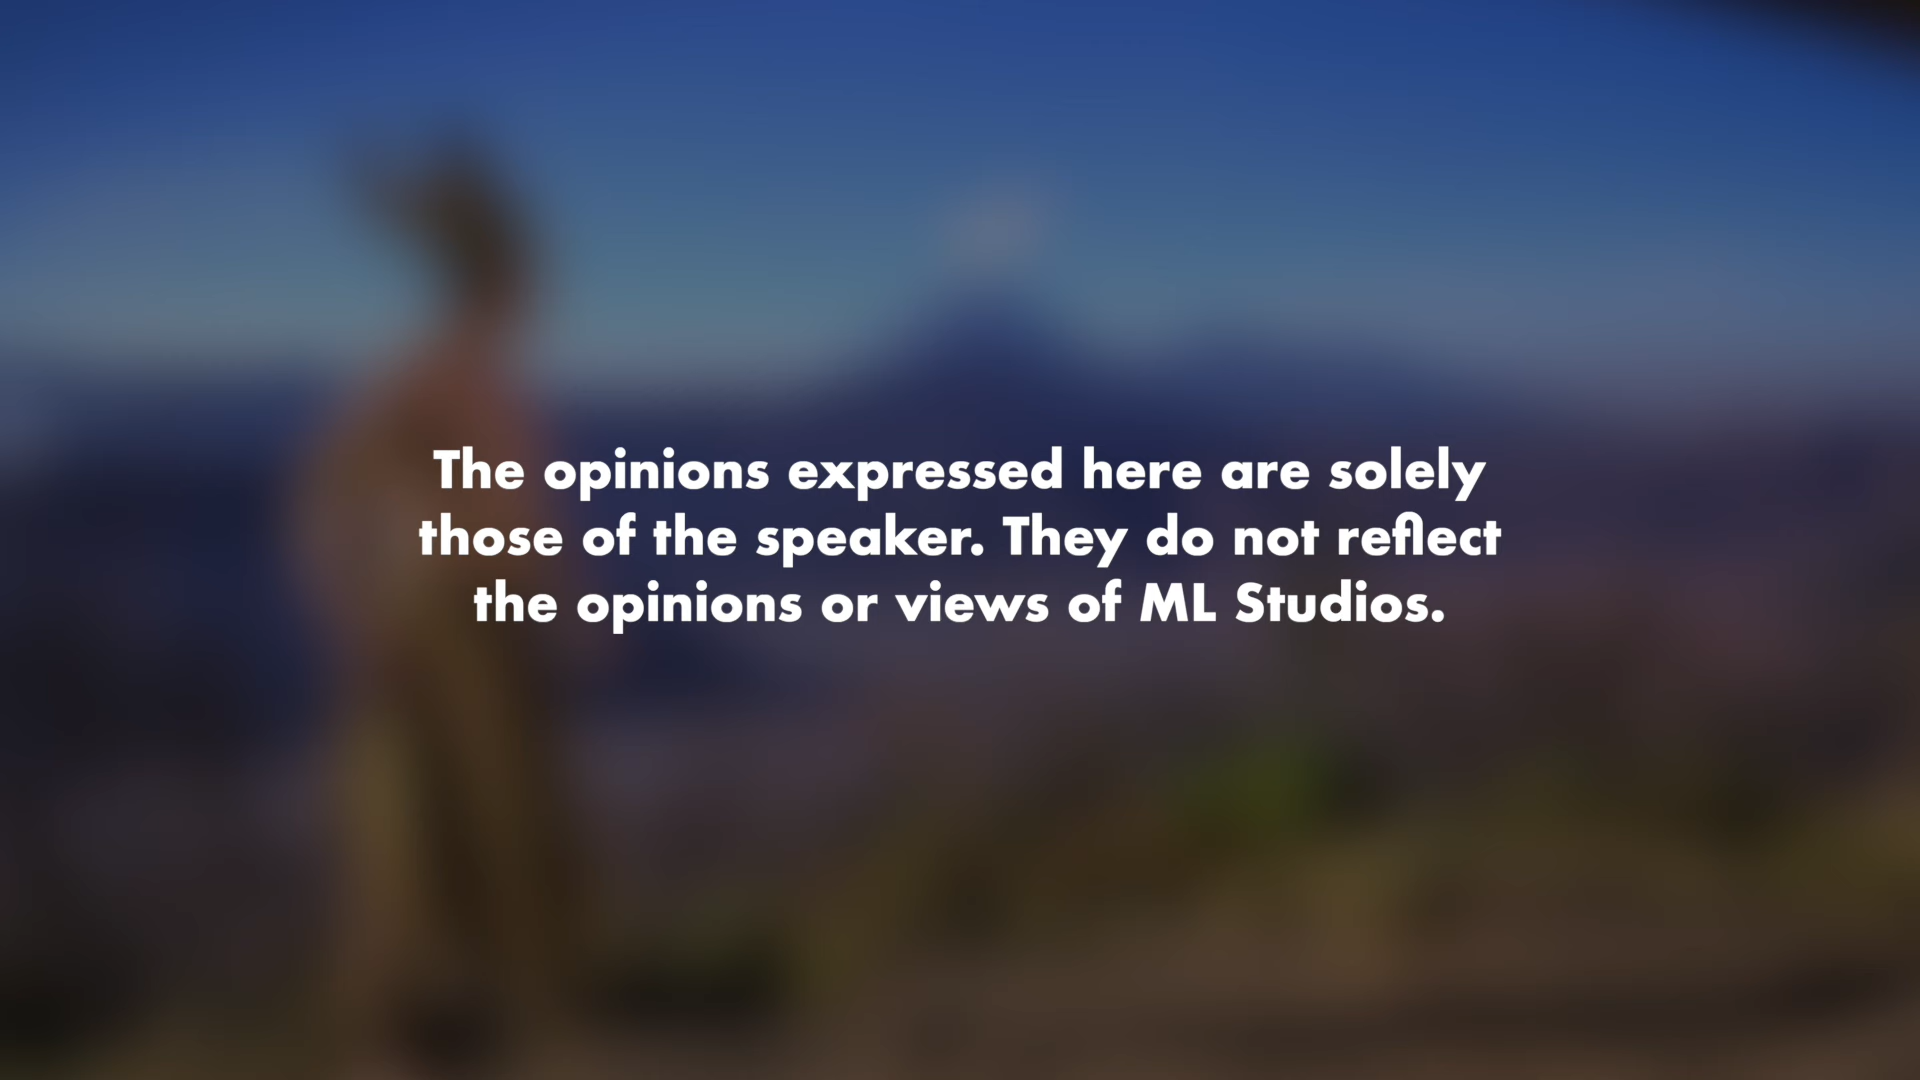 The opinions expressed here are solely
those of the speaker. They do not reflect
the opinions or views of ML Studios.